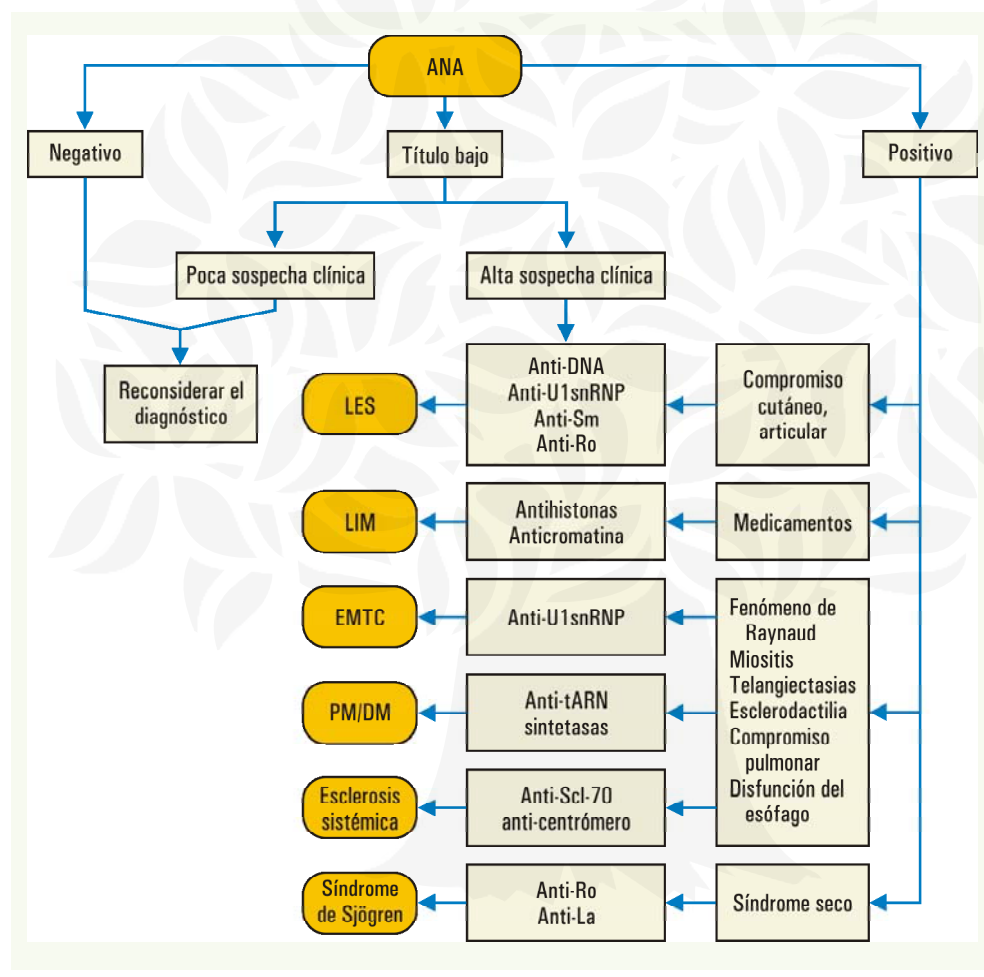 ANA
Negativo
Título bajo
Positivo
Poca sospecha clínica
Alta sospecha clínica
Reconsiderar el
diagnóstico
LES
Anti-DNA
Anti-U1snRNP
Anti-Sm
Anti-Ro
Compromiso
cutáneo,
articular
LIM
Antihistonas
Anticromatina
Medicamentos
EMTC
Anti-U1snRNP
Fenómeno de
Raynaud
Miositis
Telangiectasias
Esclerodactilia
Compromiso
pulmonar
Disfunción del
esófago
PM/DM
Anti-tARN
sintetasas
Esclerosis
sistémica
Anti-Scl-70
anti-centrómero
Síndrome
de Sjögren
Anti-Ro
Anti-La
Síndrome seco